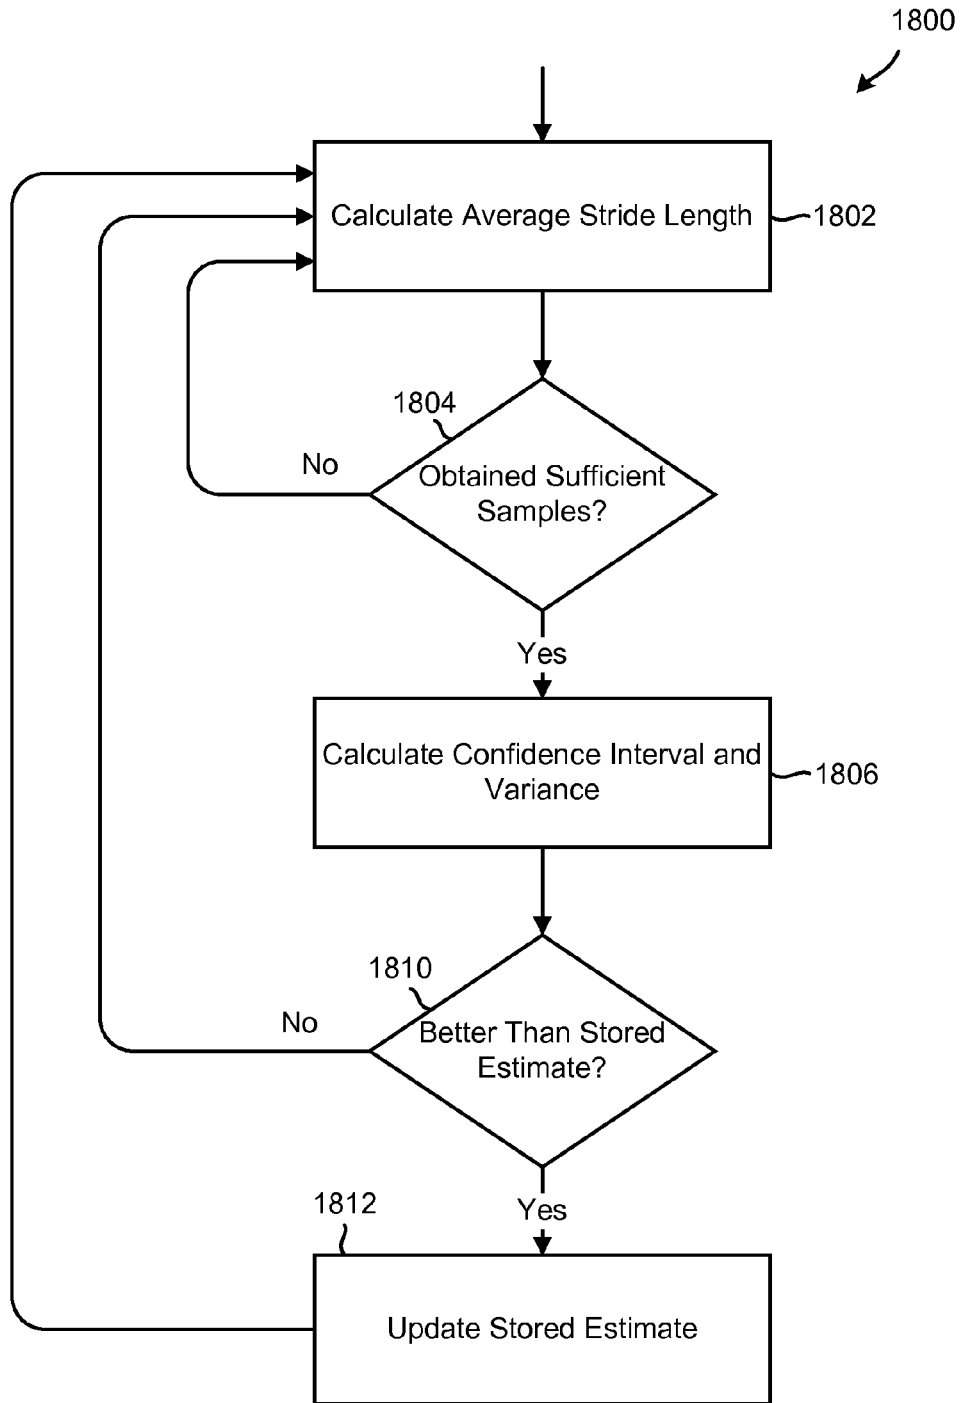 1800
Calculate Average Stride Length
1802
1804
No
Obtained Sufficient
Samples?
Yes
Calculate Confidence Interval and
Variance
1806
1810
No
Better Than Stored
Estimate?
1812
Yes
Update Stored Estimate